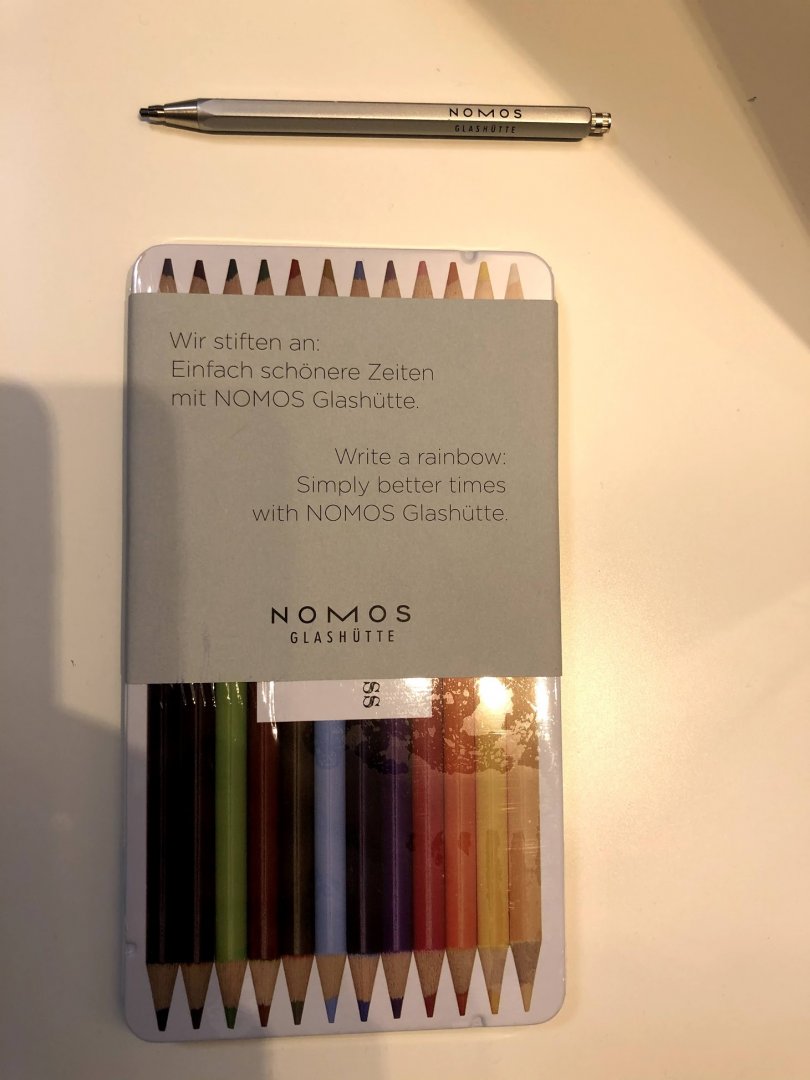 NOMOS
GLASHÜTTE
Wir stiften an:
Einfach schönere Zeiten
mit NOMOS Glashütte.
Write a rainbow:
Simply better times
with NOMOS Glashütte.
NOMOS
GLASHÜTTE
ss